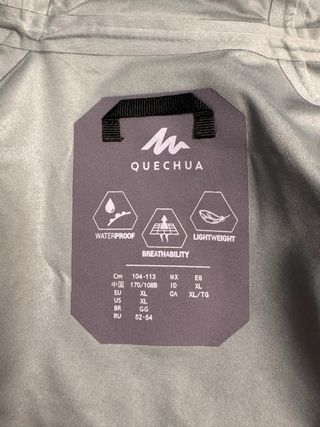 QUECHUA
WATERPROOF
BREATHABILITY
LIGHTWEIGHT
Cm 104-113 MX EG
中国 170/108B ID XL
EU XL CA XL/TG
US XL
BR GG
RU 52-54